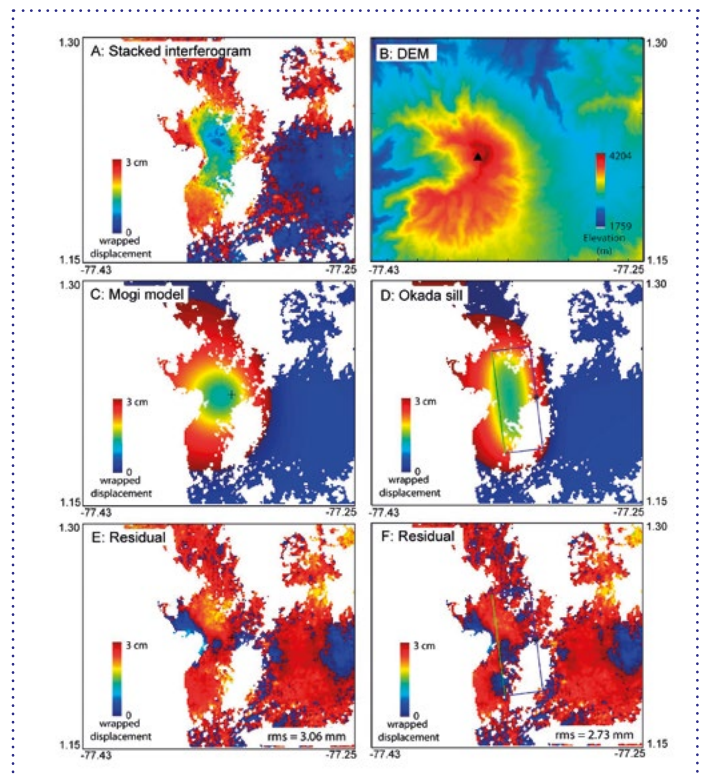 1.30
A: Stacked interferogram
3 cm
0
wrapped
displacement
1.15
-77.43
-77.25
B: DEM
1.30
4204
1759
Elevation
(m)
1.15
-77.43
-77.25
1.30
C: Mogi model
3 cm
0
wrapped
displacement
1.15
-77.43
-77.25
1.30
D: Okada sill
3 cm
0
wrapped
displacement
1.15
-77.43
-77.25
1.30
E: Residual
3 cm
0
wrapped
displacement
rms = 3.06 mm
1.15
-77.43
-77.25
1.30
F: Residual
3 cm
0
wrapped
displacement
rms = 2.73 mm
1.15
-77.43
-77.25